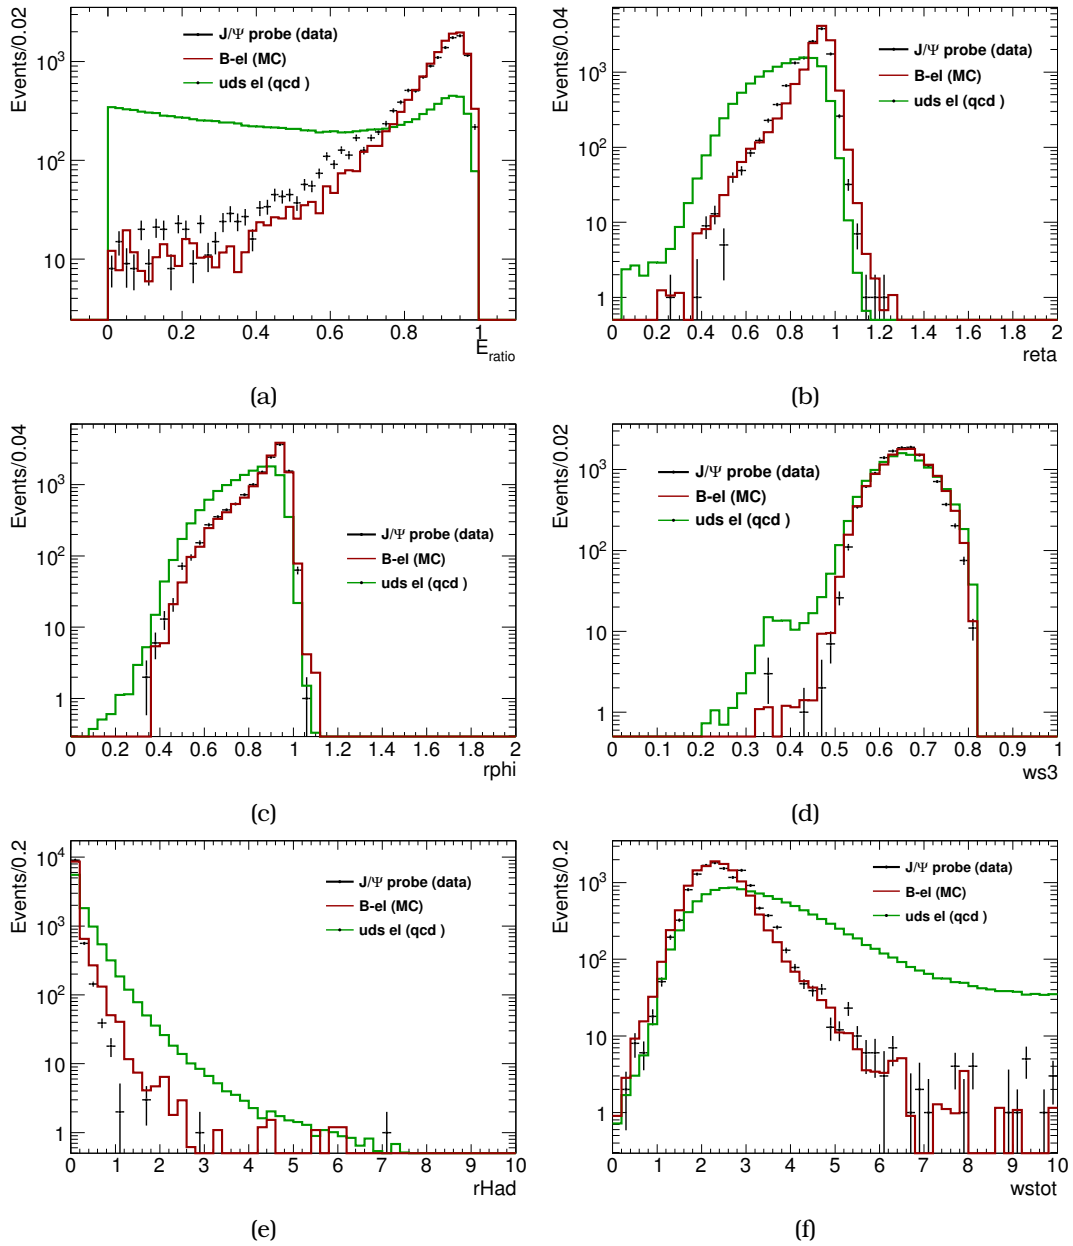 Events/0.02
10³
10²
10
J/Ψ probe (data)
B-el (MC)
uds el (qcd )
0 0.2 0.4 0.6 0.8 1
E_ratio
(a)
Events/0.04
10³
10²
10
1
J/Ψ probe (data)
B-el (MC)
uds el (qcd )
0 0.2 0.4 0.6 0.8 1 1.2 1.4 1.6 1.8 2
reta
(b)
Events/0.04
10³
10²
10
1
J/Ψ probe (data)
B-el (MC)
uds el (qcd )
0 0.2 0.4 0.6 0.8 1 1.2 1.4 1.6 1.8 2
rphi
(c)
Events/0.02
10³
10²
10
1
J/Ψ probe (data)
B-el (MC)
uds el (qcd )
0 0.1 0.2 0.3 0.4 0.5 0.6 0.7 0.8 0.9 1
ws3
(d)
Events/0.2
10⁴
10³
10²
10
1
J/Ψ probe (data)
B-el (MC)
uds el (qcd )
0 1 2 3 4 5 6 7 8 9 10
rHad
(e)
Events/0.2
10³
10²
10
1
J/Ψ probe (data)
B-el (MC)
uds el (qcd )
0 1 2 3 4 5 6 7 8 9 10
wstot
(f)